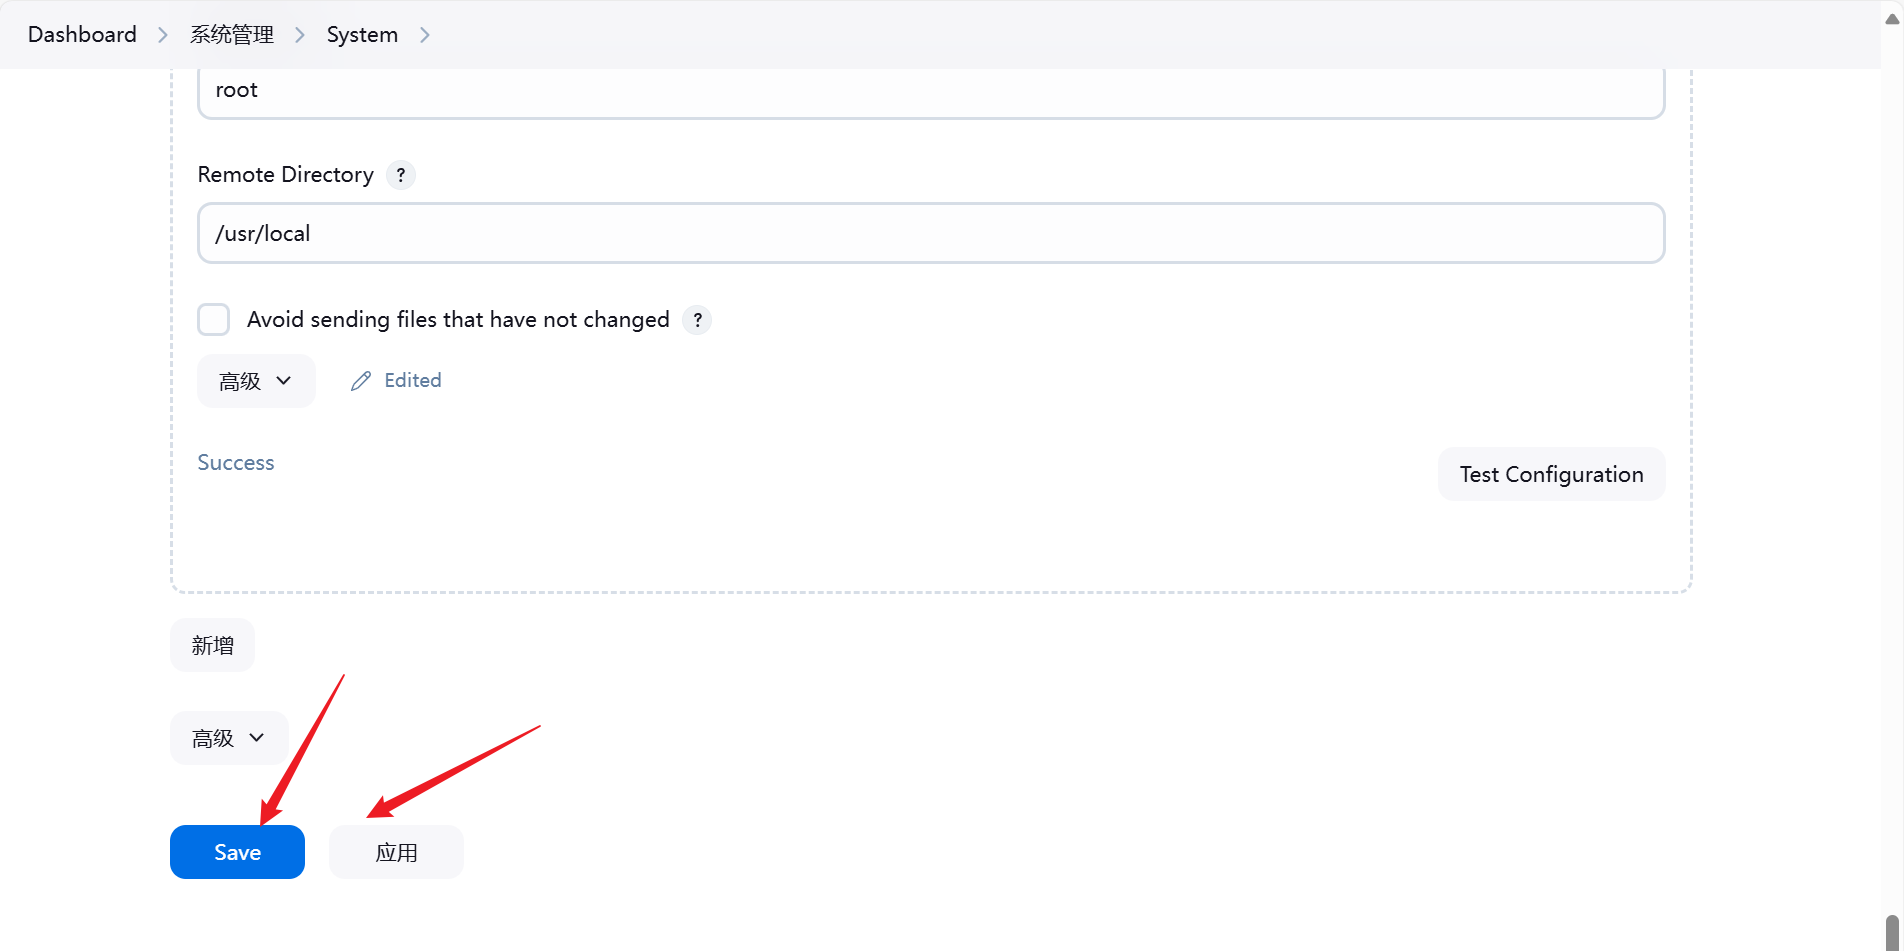 Dashboard > 系统管理 > System >
root
Remote Directory ?
/usr/local
Avoid sending files that have not changed ?
高级 Edited
Success
Test Configuration
新增
高级
Save 应用